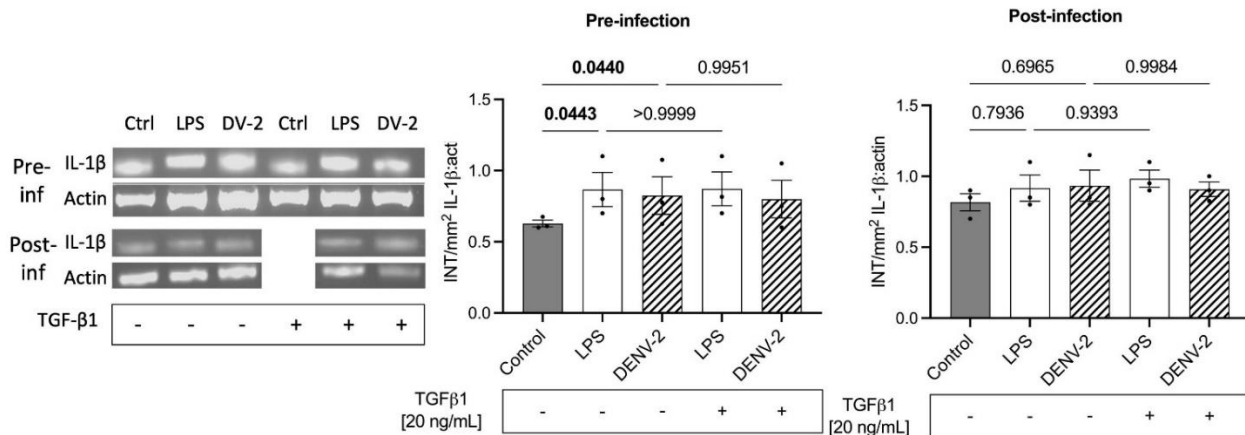 Ctrl LPS DV-2 Ctrl LPS DV-2
Pre-
inf
IL-1β
Actin
Post-
inf
IL-1β
Actin
TGF-β1 - - - + + +
Pre-infection
0.0440 0.9951
0.0443 >0.9999
INT/mm² IL-1β:act
1.5
1.0
0.5
0.0
Control LPS DENV-2 LPS DENV-2
TGFβ1
[20 ng/mL]
- - - + +
Post-infection
0.6965 0.9984
0.7936 0.9393
INT/mm² IL-1β:actin
1.5
1.0
0.5
0.0
Control LPS DENV-2 LPS DENV-2
TGFβ1
[20 ng/mL]
- - - + +